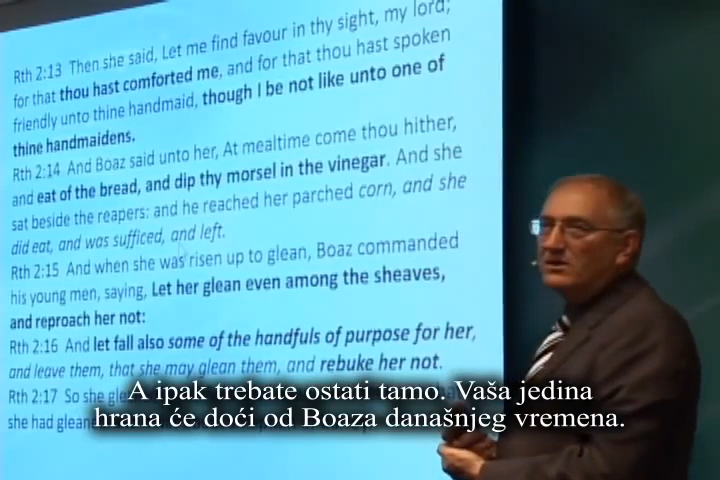 Rth 2:13 Then she said, Let me find favour in thy sight, my lord;
for that thou hast comforted me, and for that thou hast spoken
friendly unto thine handmaid, though I be not like unto one of
thine handmaidens.
Rth 2:14 And Boaz said unto her, At mealtime come thou hither,
and eat of the bread, and dip thy morsel in the vinegar. And she
sat beside the reapers: and he reached her parched corn, and she
did eat, and was sufficed, and left.
Rth 2:15 And when she was risen up to glean, Boaz commanded
his young men, saying, Let her glean even among the sheaves,
and reproach her not:
Rth 2:16 And let fall also some of the handfuls of purpose for her,
and leave them, that she may glean them, and rebuke her not.
Rth 2:17 So she
she had
A ipak trebate ostati tamo. Vaša jedina
hrana će doći od Boaza današnjeg vremena.